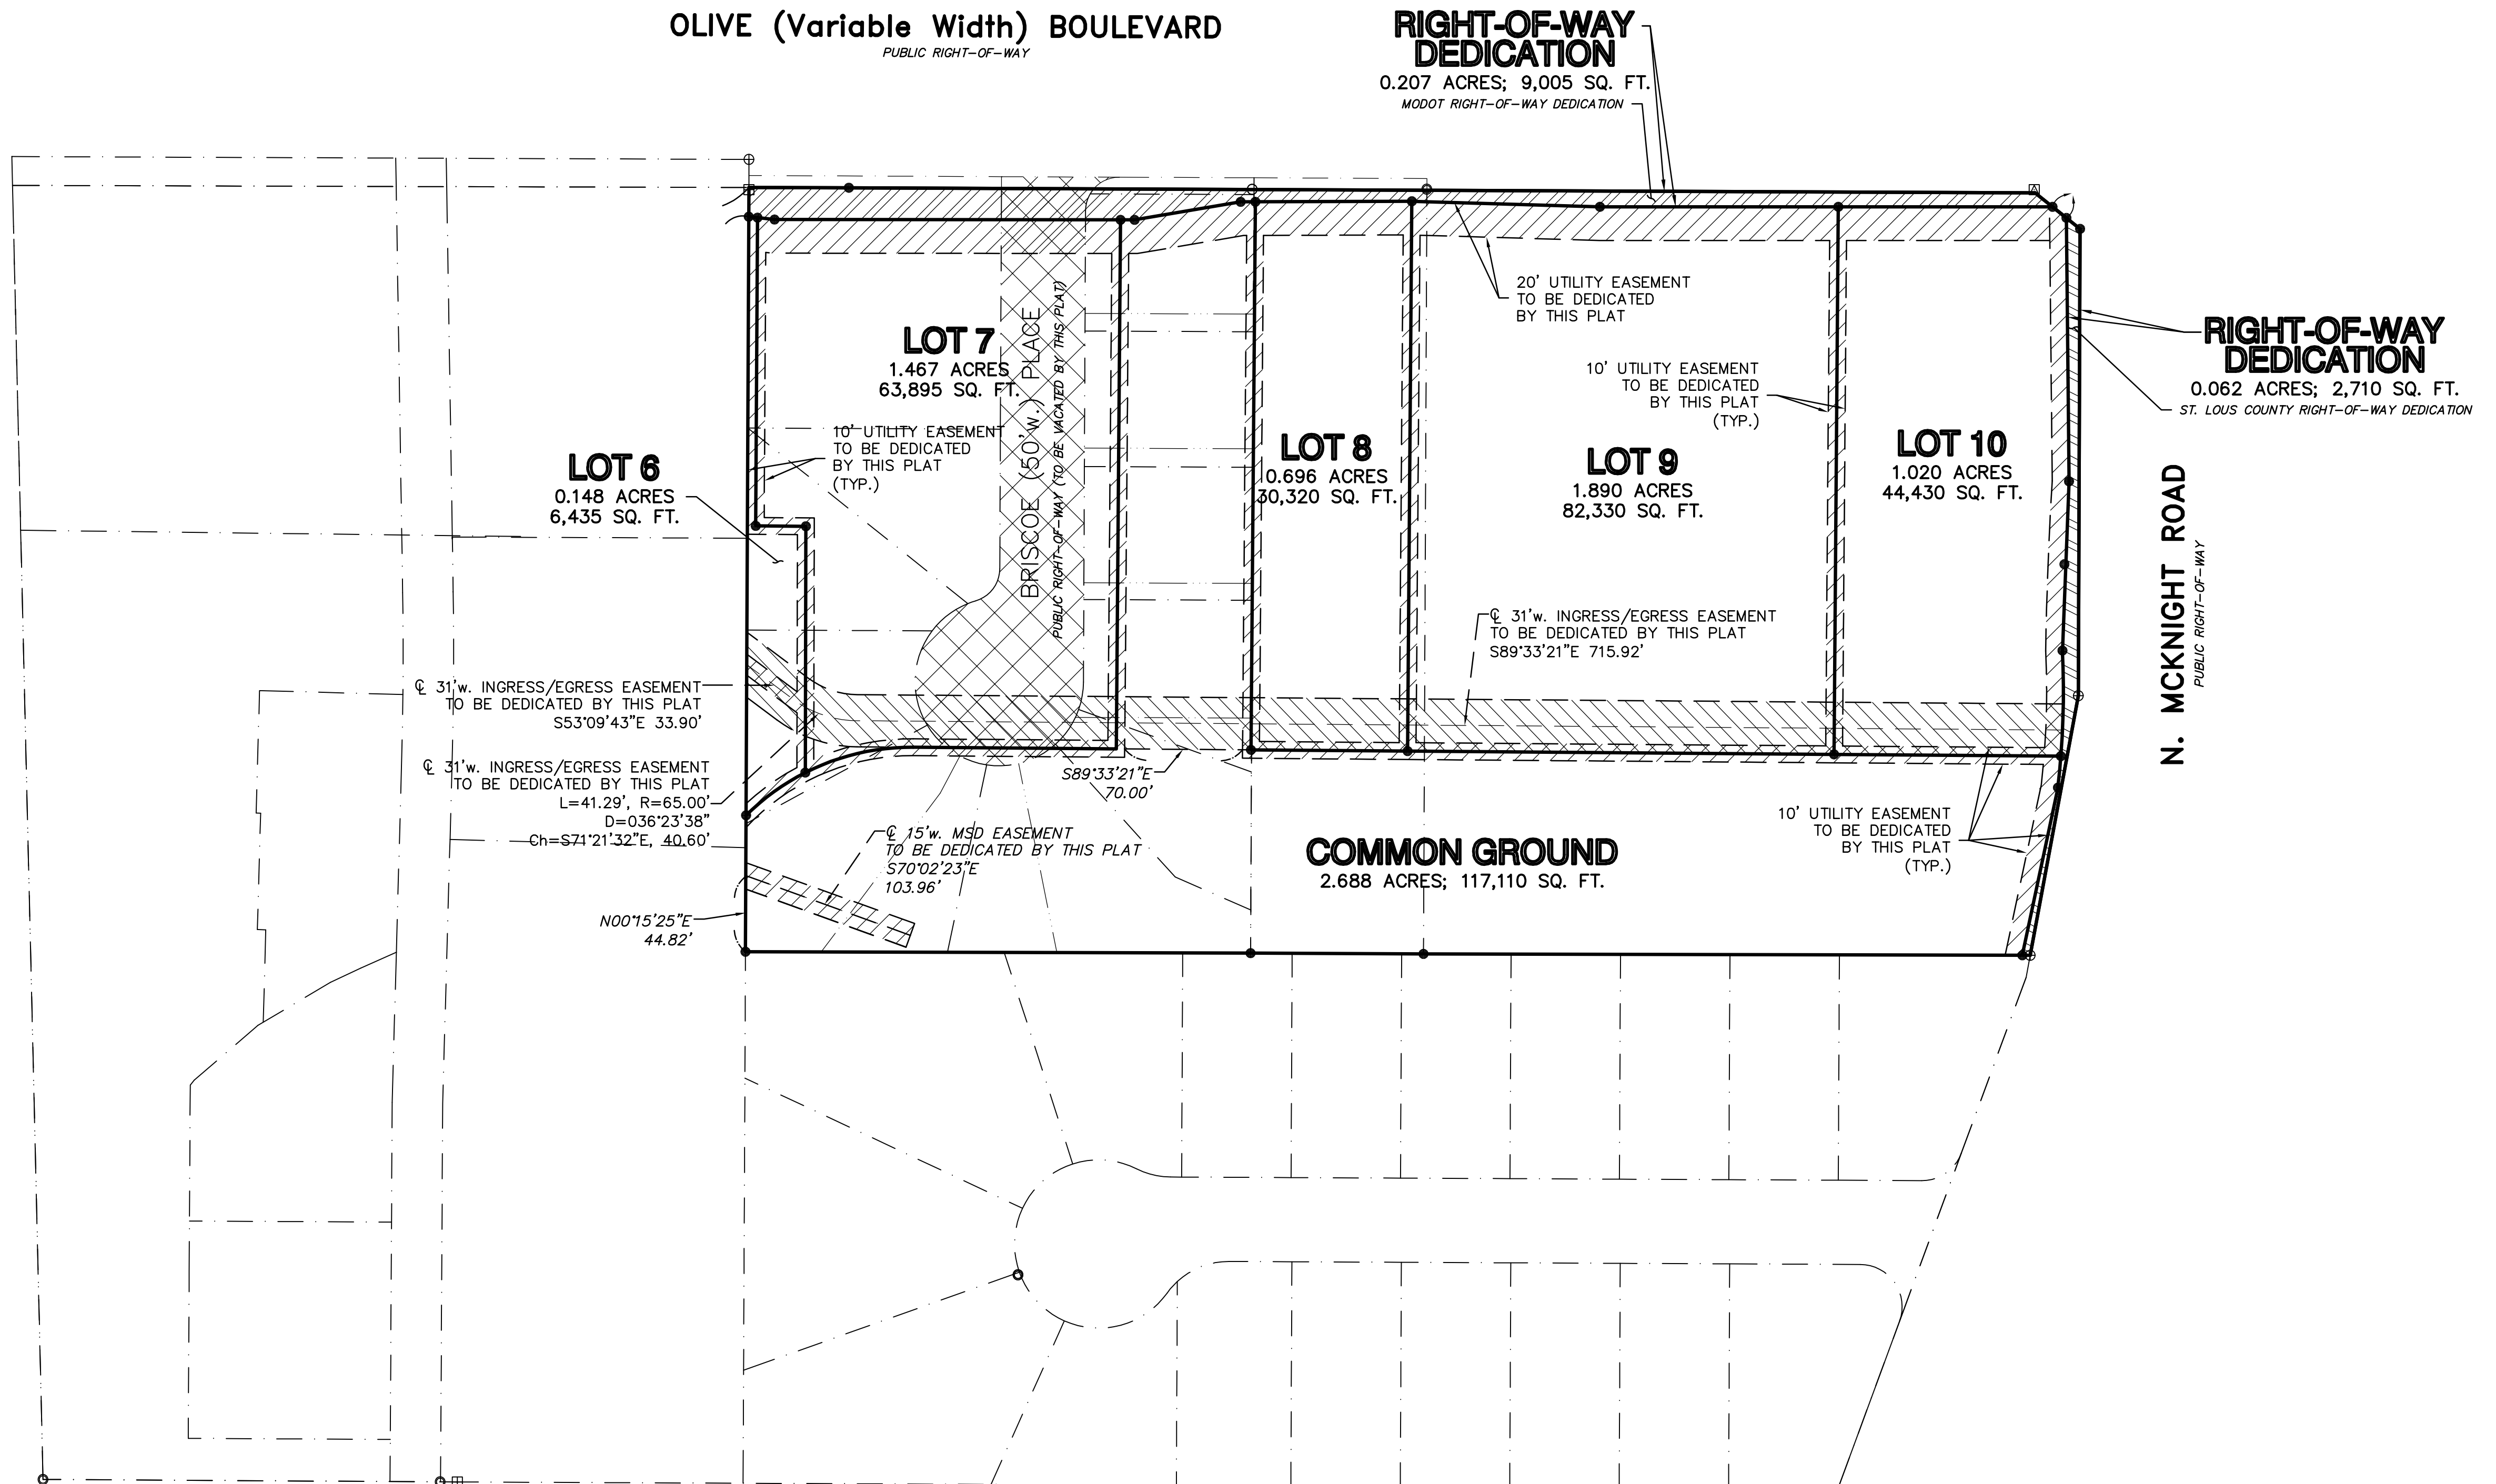 OLIVE (Variable Width) BOULEVARD
PUBLIC RIGHT-OF-WAY
RIGHT-OF-WAY
DEDICATION
0.207 ACRES; 9,005 SQ. FT.
MODOT RIGHT-OF-WAY DEDICATION
20' UTILITY EASEMENT
TO BE DEDICATED
BY THIS PLAT
RIGHT-OF-WAY
DEDICATION
0.062 ACRES; 2,710 SQ. FT.
ST. LOUS COUNTY RIGHT-OF-WAY DEDICATION
LOT 7
1.467 ACRES
63,895 SQ. FT.
10' UTILITY EASEMENT
TO BE DEDICATED
BY THIS PLAT
(TYP.)
BRISCOE (50'w.) PLACE
PUBLIC RIGHT-OF-WAY (TO BE VACATED BY THIS PLAT)
10' UTILITY EASEMENT
TO BE DEDICATED
BY THIS PLAT
(TYP.)
LOT 6
0.148 ACRES
6,435 SQ. FT.
LOT 8
0.696 ACRES
30,320 SQ. FT.
LOT 9
1.890 ACRES
82,330 SQ. FT.
LOT 10
1.020 ACRES
44,430 SQ. FT.
N. MCKNIGHT ROAD
PUBLIC RIGHT-OF-WAY
℄ 31'w. INGRESS/EGRESS EASEMENT
TO BE DEDICATED BY THIS PLAT
S89°33'21"E 715.92'
℄ 31'w. INGRESS/EGRESS EASEMENT
TO BE DEDICATED BY THIS PLAT
S53°09'43"E 33.90'
℄ 31'w. INGRESS/EGRESS EASEMENT
TO BE DEDICATED BY THIS PLAT
L=41.29', R=65.00'
D=036°23'38"
Ch=S71°21'32"E, 40.60'
S89°33'21"E
70.00'
℄ 15'w. MSD EASEMENT
TO BE DEDICATED BY THIS PLAT
S70°02'23"E
103.96'
N00°15'25"E
44.82'
COMMON GROUND
2.688 ACRES; 117,110 SQ. FT.
10' UTILITY EASEMENT
TO BE DEDICATED
BY THIS PLAT
(TYP.)